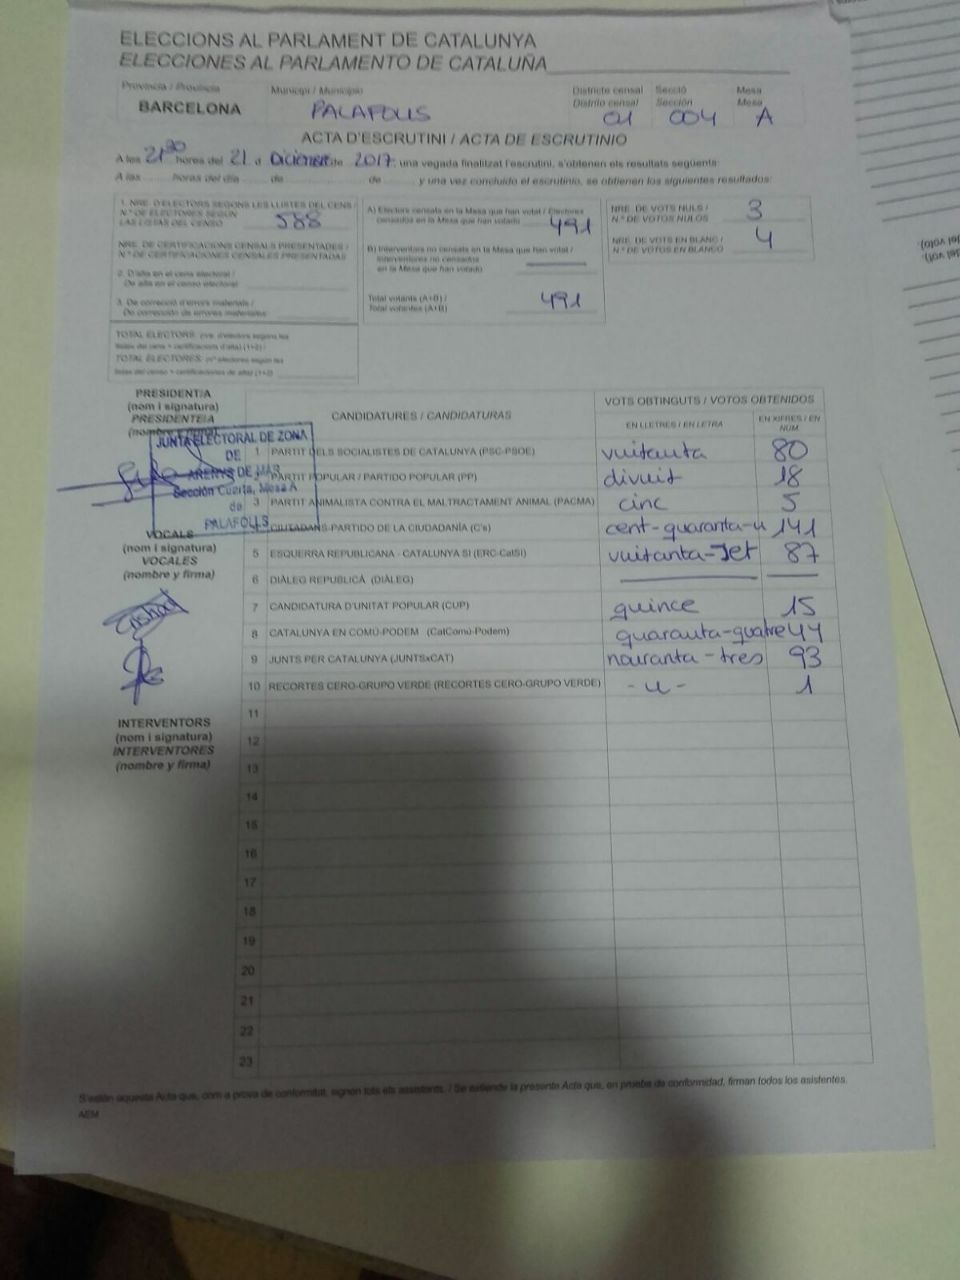 ELECCIONS AL PARLAMENT DE CATALUNYA
ELECCIONES AL PARLAMENTO DE CATALUÑA
Província / Provincia
BARCELONA
Municipi / Municipio
PALAFOLLS
Districte censal
Distrito censal
01
Secció
Sección
004
Mesa
Mesa
A
ACTA D'ESCRUTINI / ACTA DE ESCRUTINIO
A les 21 30 hores del 21 d Diciembre de 2017, una vegada finalitzat l'escrutini, s'obtenen els resultats següents:
A las hores del día de de y una vez concluido el escrutinio, se obtienen los siguientes resultados:
1. NRE. D'ELECTORS SEGONS LES LLISTES DEL CENS /
N.º DE ELECTORES SEGÚN
LAS LISTAS DEL CENSO 588
NRE. DE CERTIFICACIONS CENSALS PRESENTADES /
N.º DE CERTIFICACIONES CENSALES PRESENTADAS
2. D'alta en el cens electoral /
De alta en el censo electoral
3. De correcció d'errors materials /
De corrección de errores materiales
TOTAL ELECTORS: (nre. d'electors segons les
llistes del cens + certificacions d'alta) (1+2) /
TOTAL ELECTORES: (nº electores según las
listas del censo + certificaciones de alta) (1+2)
A) Electors censats en la Mesa que han votat / Electores
censados en la Mesa que han votado 491
B) Interventors no censats en la Mesa que han votat /
Interventores no censados
en la Mesa que han votado
Total votants (A+B) /
Total votantes (A+B) 491
NRE. DE VOTS NULS /
N.º DE VOTOS NULOS 3
NRE. DE VOTS EN BLANC /
N.º DE VOTOS EN BLANCO 4
PRESIDENT/A
(nom i signatura)
PRESIDENTE/A
(nombre y firma)
JUNTA ELECTORAL DE ZONA
DE
ARENYS DE MAR
Sección Cuarta, Mesa A
de
PALAFOLLS
VOCALS
(nom i signatura)
VOCALES
(nombre y firma)
INTERVENTORS
(nom i signatura)
INTERVENTORES
(nombre y firma)
CANDIDATURES / CANDIDATURAS
VOTS OBTINGUTS / VOTOS OBTENIDOS
EN LLETRES / EN LETRA
EN XIFRES / EN NÚM
1 PARTIT DELS SOCIALISTES DE CATALUNYA (PSC-PSOE) vuitanta 80
PARTIT POPULAR / PARTIDO POPULAR (PP) divuit 18
3 PARTIT ANIMALISTA CONTRA EL MALTRACTAMENT ANIMAL (PACMA) cinc 5
CIUTADANS-PARTIDO DE LA CIUDADANÍA (C's) cent-quaranta-u 141
5 ESQUERRA REPUBLICANA - CATALUNYA SÍ (ERC-CatSí) vuitanta-set 87
6 DIÀLEG REPUBLICÀ (DIÀLEG)
7 CANDIDATURA D'UNITAT POPULAR (CUP) quince 15
8 CATALUNYA EN COMÚ-PODEM (CatComú-Podem) quaranta-quatre 44
9 JUNTS PER CATALUNYA (JUNTSxCAT) nouranta-tres 93
10 RECORTES CERO-GRUPO VERDE (RECORTES CERO-GRUPO VERDE) - u - 1
11
12
13
14
15
16
17
18
19
20
21
22
23
S'estén aquesta Acta que, com a prova de conformitat, signen tots els assistents. / Se extiende la presente Acta que, en prueba de conformidad, firman todos los asistentes.
AEM